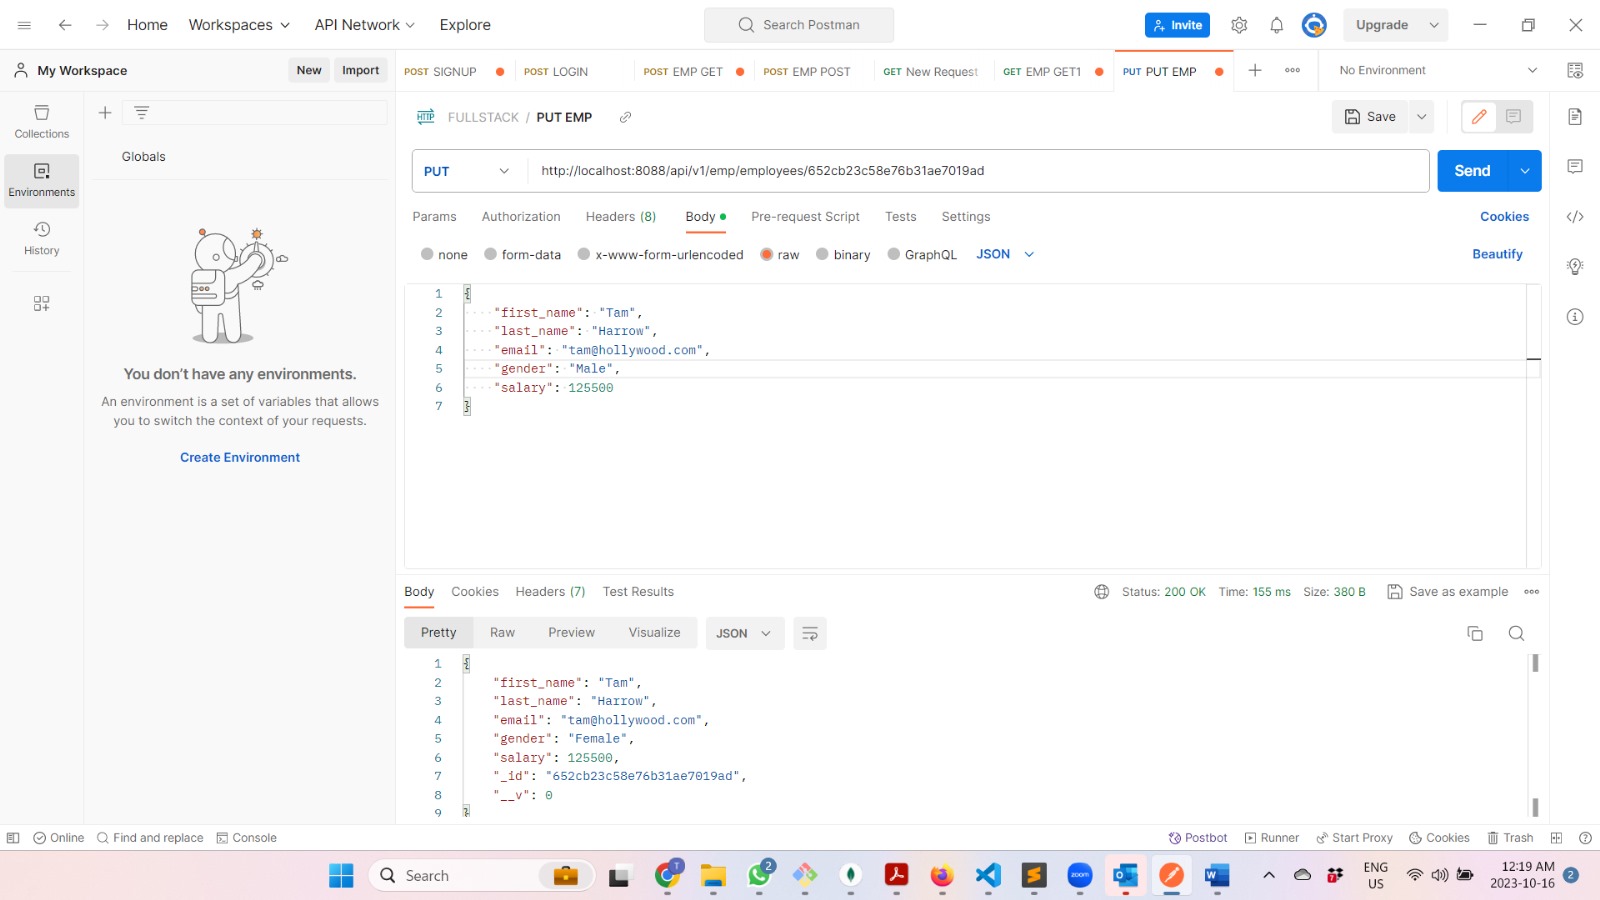 Home Workspaces API Network Explore Search Postman Invite Upgrade
My Workspace New Import POST SIGNUP POST LOGIN POST EMP GET POST EMP POST GET New Request GET EMP GET1 PUT PUT EMP No Environment
Collections
Environments
History
Globals
You don't have any environments.
An environment is a set of variables that allows
you to switch the context of your requests.
Create Environment
HTTP FULLSTACK / PUT EMP Save
PUT http://localhost:8088/api/v1/emp/employees/652cb23c58e76b31ae7019ad Send
Params Authorization Headers (8) Body Pre-request Script Tests Settings Cookies
none form-data x-www-form-urlencoded raw binary GraphQL JSON Beautify
1 {
2 "first_name": "Tam",
3 "last_name": "Harrow",
4 "email": "tam@hollywood.com",
5 "gender": "Male",
6 "salary": 125500
7 }
Body Cookies Headers (7) Test Results Status: 200 OK Time: 155 ms Size: 380 B Save as example
Pretty Raw Preview Visualize JSON
1 {
2 "first_name": "Tam",
3 "last_name": "Harrow",
4 "email": "tam@hollywood.com",
5 "gender": "Female",
6 "salary": 125500,
7 "_id": "652cb23c58e76b31ae7019ad",
8 "__v": 0
9 }
Online Find and replace Console Postbot Runner Start Proxy Cookies Trash
Search T 2 zoom ENG 12:19 AM
US 2023-10-16 2